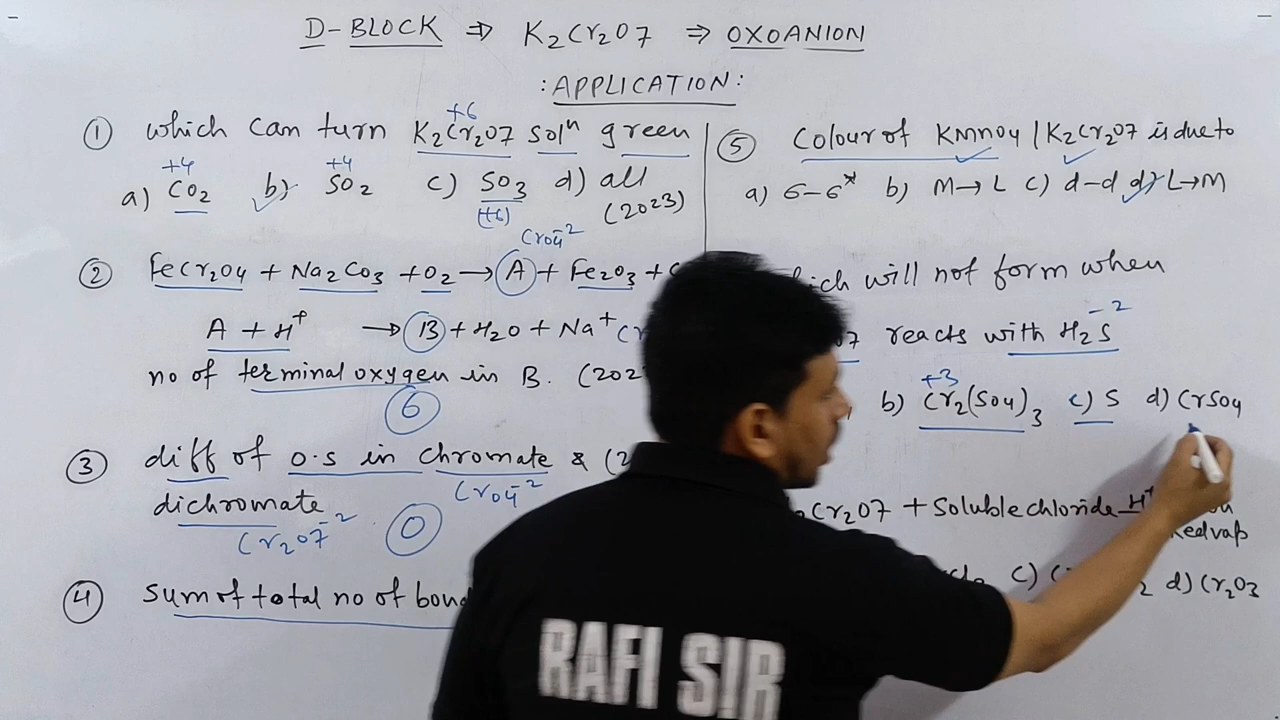 D-BLOCK ⇒ K2Cr2O7 ⇒ OXOANION
:APPLICATION:
① which can turn K2Cr2O7 solⁿ green
+6
+4 +4
a) CO2 b) SO2 c) SO3 d) all
(+6) (2023)
CrO4⁻²
② FeCr2O4 + Na2CO3 + O2 → A + Fe2O3 +
A + H⁺ → B + H2O + Na⁺
no of terminal oxygen in B.
6
③ diff of O.S in chromate &
CrO4⁻²
dichromate
Cr2O7⁻² 0
④ Sum of total no of bond
⑤ Colour of KMnO4 / K2Cr2O7 is due to
a) σ-σ* b) M→L c) d-d d) L→M
will not form when
reacts with H2S
-2
+3
b) Cr2(SO4)3 c) S d) CrSO4
Cr2O7 + Soluble chloride H⁺
Red vap
c) d) Cr2O3
RAFI SIR